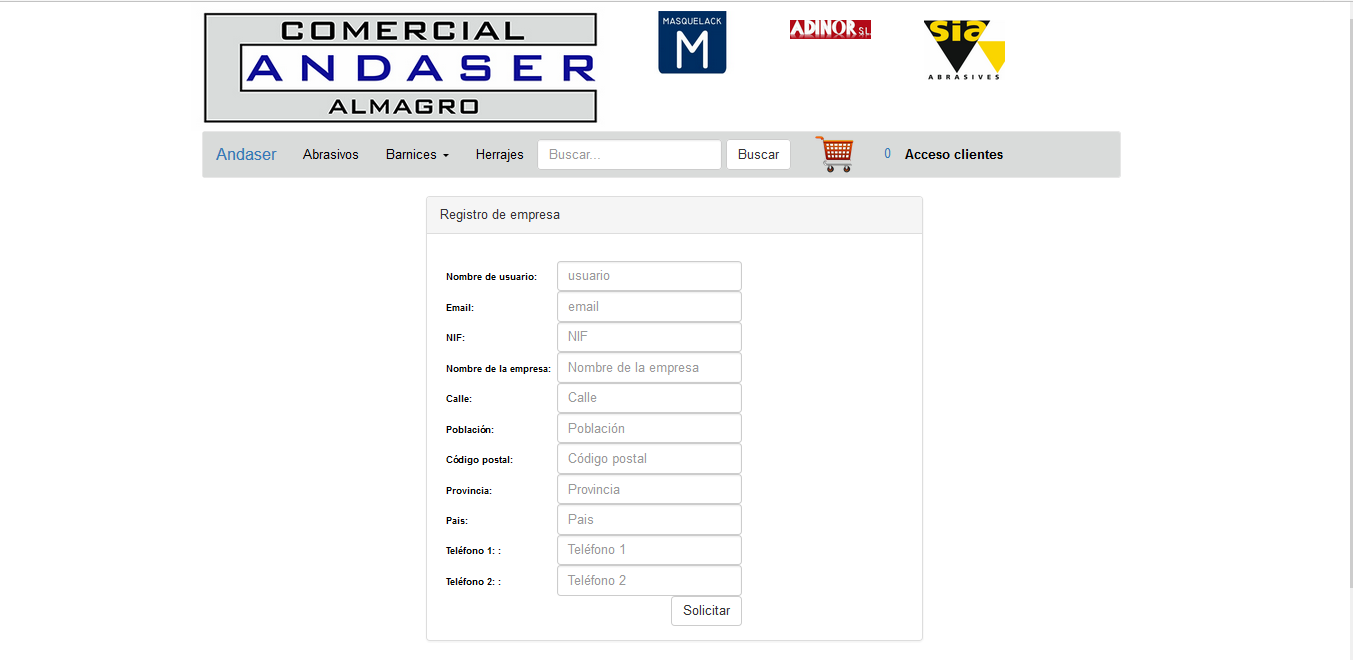 COMERCIAL
ANDASER
ALMAGRO
MASQUELACK
M
ADINOR SL
sia
ABRASIVES
Andaser Abrasivos Barnices Herrajes Buscar... Buscar 0 Acceso clientes
Registro de empresa
Nombre de usuario: usuario
Email: email
NIF: NIF
Nombre de la empresa: Nombre de la empresa
Calle: Calle
Población: Población
Código postal: Código postal
Provincia: Provincia
Pais: Pais
Teléfono 1: : Teléfono 1
Teléfono 2: : Teléfono 2
Solicitar